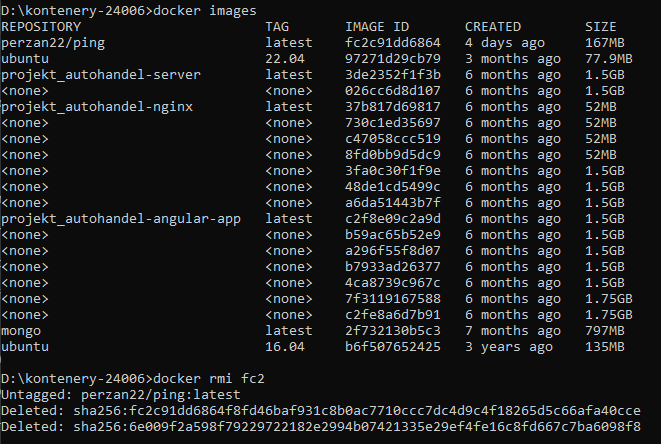 D:\kontenery-24006>docker images
REPOSITORY TAG IMAGE ID CREATED SIZE
perzan22/ping latest fc2c91dd6864 4 days ago 167MB
ubuntu 22.04 97271d29cb79 3 months ago 77.9MB
projekt_autohandel-server latest 3de2352f1f3b 6 months ago 1.5GB
<none> <none> 026cc6d8d107 6 months ago 1.5GB
projekt_autohandel-nginx latest 37b817d69817 6 months ago 52MB
<none> <none> 730c1ed35697 6 months ago 52MB
<none> <none> c47058ccc519 6 months ago 52MB
<none> <none> 8fd0bb9d5dc9 6 months ago 52MB
<none> <none> 3fa0c30f1f9e 6 months ago 1.5GB
<none> <none> 48de1cd5499c 6 months ago 1.5GB
<none> <none> a6da51443b7f 6 months ago 1.5GB
projekt_autohandel-angular-app latest c2f8e09c2a9d 6 months ago 1.5GB
<none> <none> b59ac65b52e9 6 months ago 1.5GB
<none> <none> a296f55f8d07 6 months ago 1.5GB
<none> <none> b7933ad26377 6 months ago 1.5GB
<none> <none> 4ca8739c967c 6 months ago 1.5GB
<none> <none> 7f3119167588 6 months ago 1.75GB
<none> <none> c2fe8a6d7b91 6 months ago 1.75GB
mongo latest 2f732130b5c3 7 months ago 797MB
ubuntu 16.04 b6f507652425 3 years ago 135MB
D:\kontenery-24006>docker rmi fc2
Untagged: perzan22/ping:latest
Deleted: sha256:fc2c91dd6864f8fd46baf931c8b0ac7710ccc7dc4d9c4f18265d5c66afa40cce
Deleted: sha256:6e009f2a598f79229722182e2994b07421335e29ef4fe16c8fd667c7ba6098f8